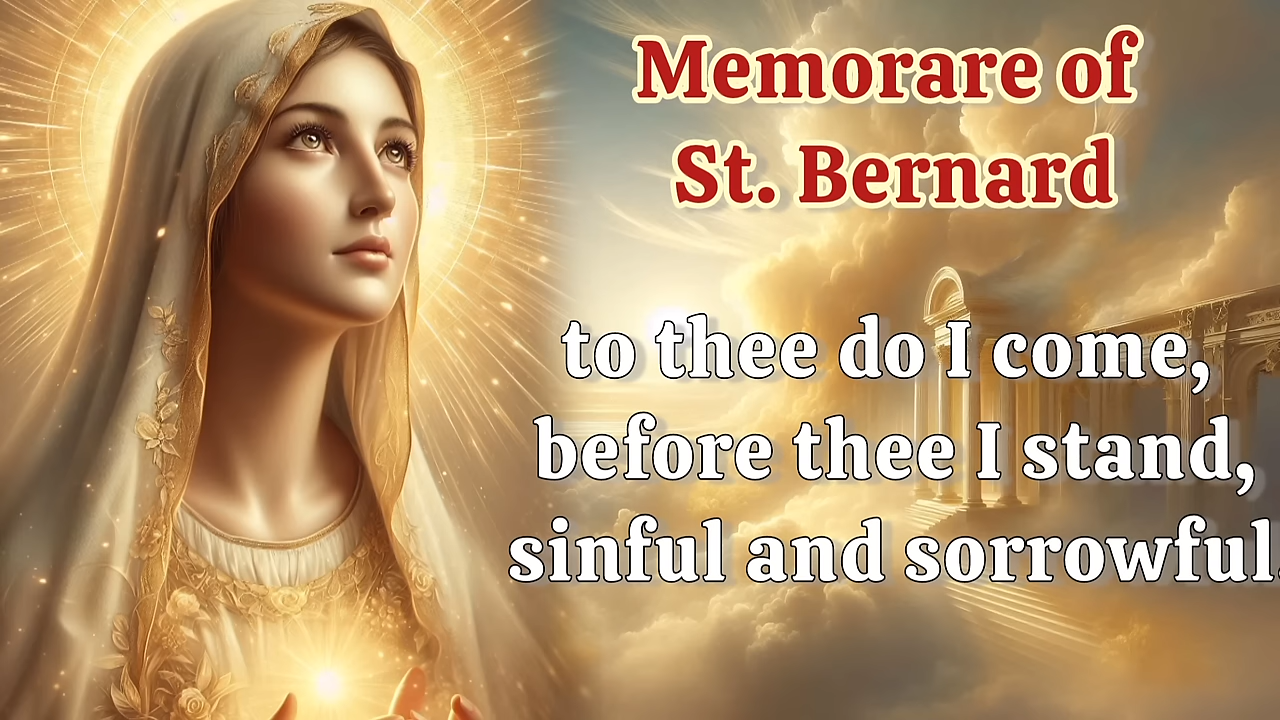 Memorare of
St. Bernard
to thee do I come,
before thee I stand,
sinful and sorrowful.